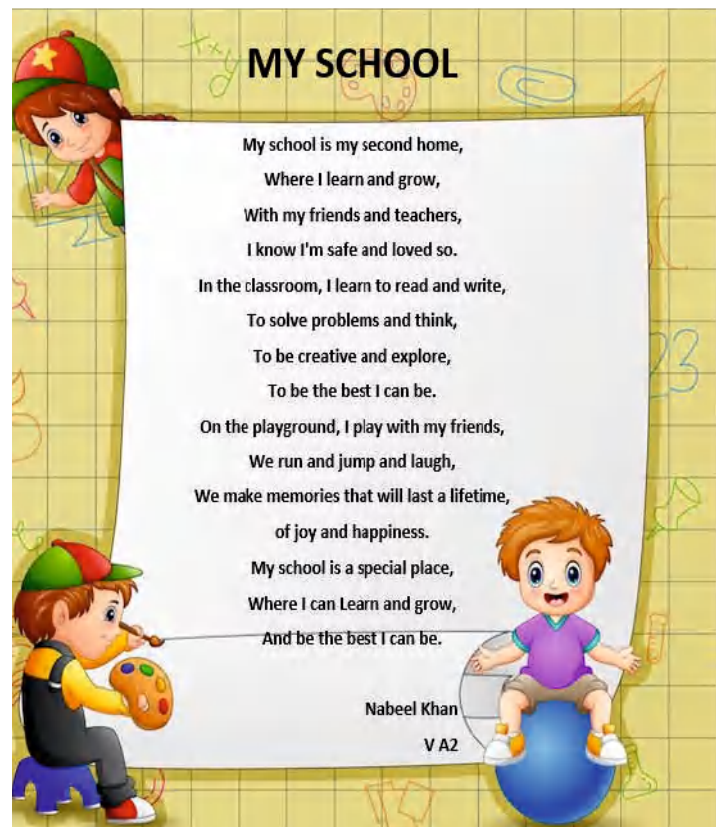 MY SCHOOL
My school is my second home,
Where I learn and grow,
With my friends and teachers,
I know I'm safe and loved so.
In the classroom, I learn to read and write,
To solve problems and think,
To be creative and explore,
To be the best I can be.
On the playground, I play with my friends,
We run and jump and laugh,
We make memories that will last a lifetime,
of joy and happiness.
My school is a special place,
Where I can Learn and grow,
And be the best I can be.
Nabeel Khan
V A2
x+y
23